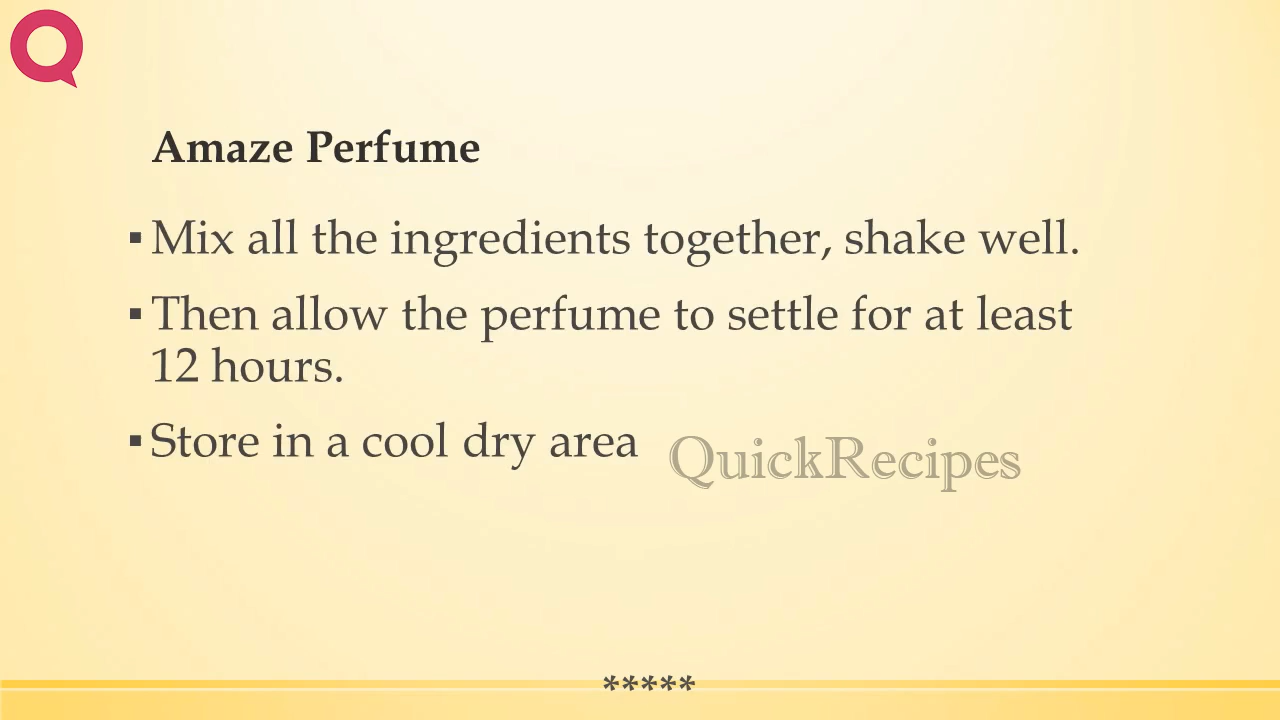 Amaze Perfume
▪ Mix all the ingredients together, shake well.
▪ Then allow the perfume to settle for at least
12 hours.
▪ Store in a cool dry area
QuickRecipes
*****